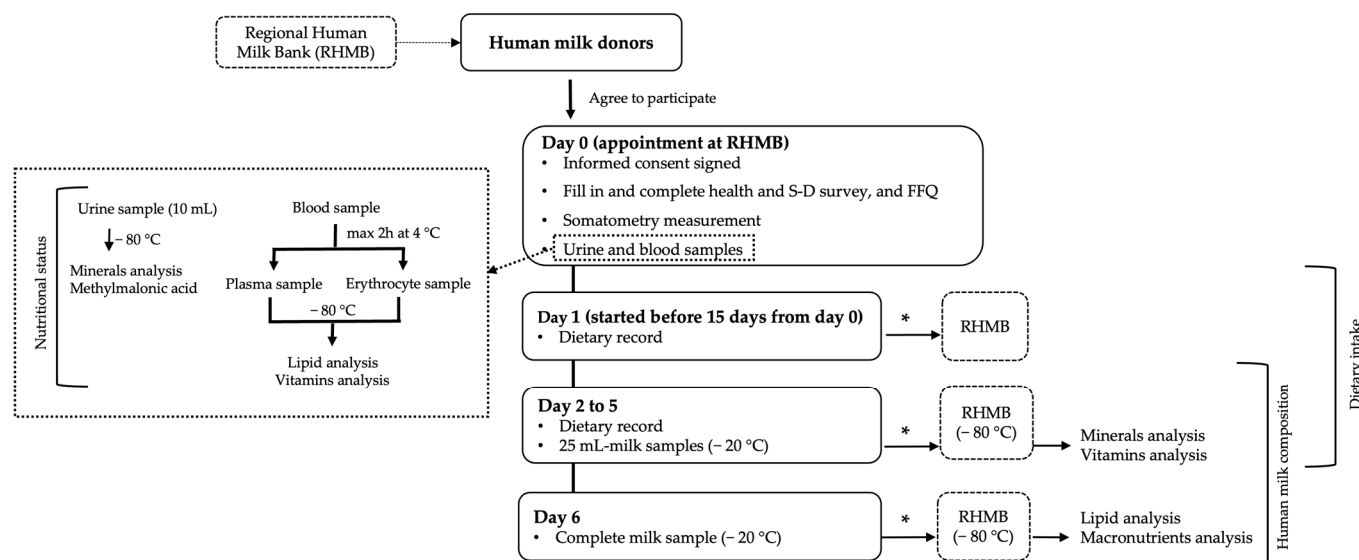 Regional Human
Milk Bank (RHMB)
Human milk donors
Agree to participate
Day 0 (appointment at RHMB)
• Informed consent signed
• Fill in and complete health and S-D survey, and FFQ
• Somatometry measurement
• Urine and blood samples
Nutritional status
Urine sample (10 mL)
− 80 °C
Minerals analysis
Methylmalonic acid
Blood sample
max 2h at 4 °C
Plasma sample
Erythrocyte sample
− 80 °C
Lipid analysis
Vitamins analysis
Day 1 (started before 15 days from day 0)
• Dietary record
*
RHMB
Day 2 to 5
• Dietary record
• 25 mL-milk samples (− 20 °C)
*
RHMB
(− 80 °C)
Minerals analysis
Vitamins analysis
Day 6
• Complete milk sample (− 20 °C)
*
RHMB
(− 80 °C)
Lipid analysis
Macronutrients analysis
Human milk composition
Dietary intake